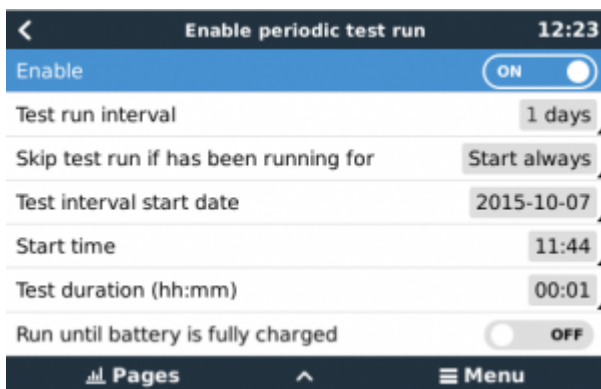 Enable periodic test run 12:23
Enable ON
Test run interval 1 days
Skip test run if has been running for Start always
Test interval start date 2015-10-07
Start time 11:44
Test duration (hh:mm) 00:01
Run until battery is fully charged OFF
Pages Menu